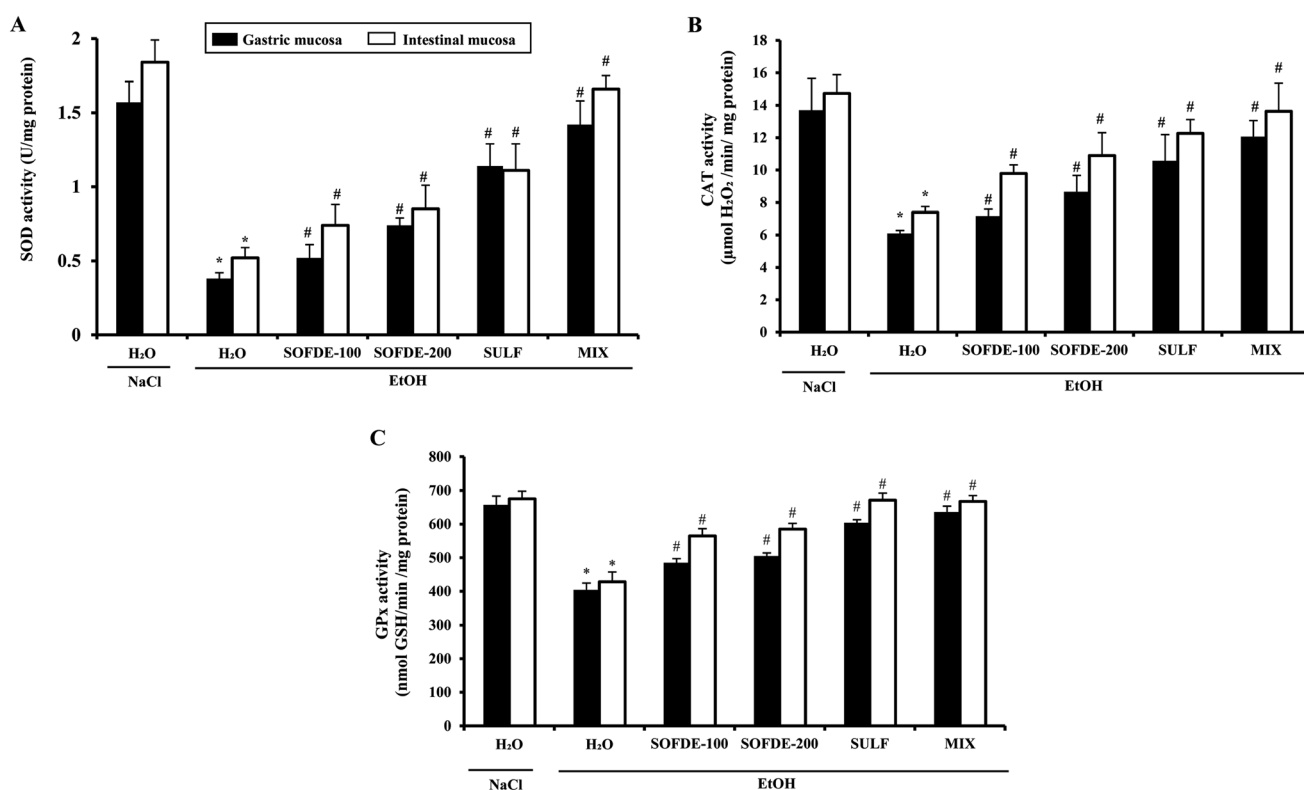 A
SOD activity (U/mg protein)
2
1.5
1
0.5
0
Gastric mucosa
Intestinal mucosa
* * # # # # # # # #
H₂O H₂O SOFDE-100 SOFDE-200 SULF MIX
NaCl EtOH
B
CAT activity
(µmol H₂O₂ /min/ mg protein)
18
16
14
12
10
8
6
4
2
0
* * # # # # # # # #
H₂O H₂O SOFDE-100 SOFDE-200 SULF MIX
NaCl EtOH
C
GPx activity
(nmol GSH/min /mg protein)
800
700
600
500
400
300
200
100
0
* * # # # # # # # #
H₂O H₂O SOFDE-100 SOFDE-200 SULF MIX
NaCl EtOH